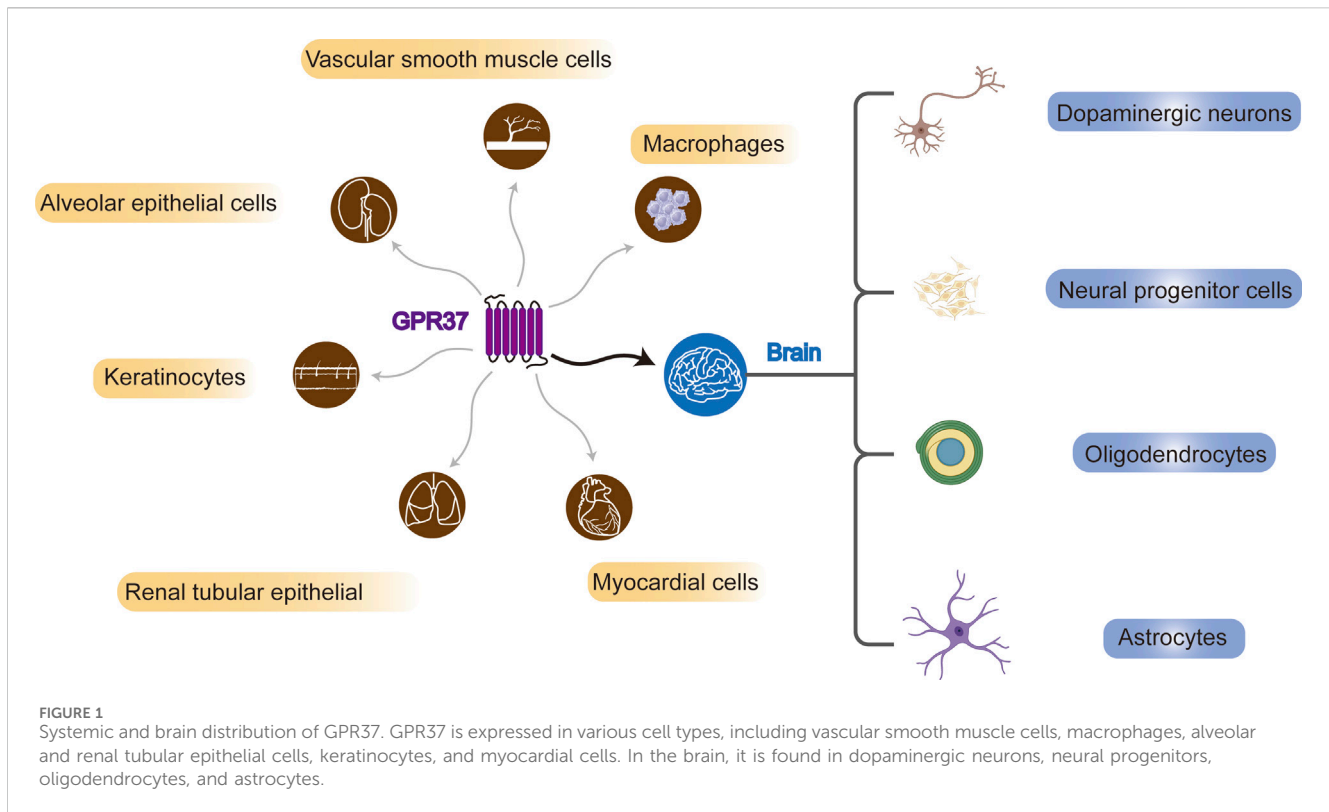 Vascular smooth muscle cells
Macrophages
Alveolar epithelial cells
GPR37
Keratinocytes
Renal tubular epithelial
Myocardial cells
Brain
Dopaminergic neurons
Neural progenitor cells
Oligodendrocytes
Astrocytes
FIGURE 1
Systemic and brain distribution of GPR37. GPR37 is expressed in various cell types, including vascular smooth muscle cells, macrophages, alveolar
and renal tubular epithelial cells, keratinocytes, and myocardial cells. In the brain, it is found in dopaminergic neurons, neural progenitors,
oligodendrocytes, and astrocytes.